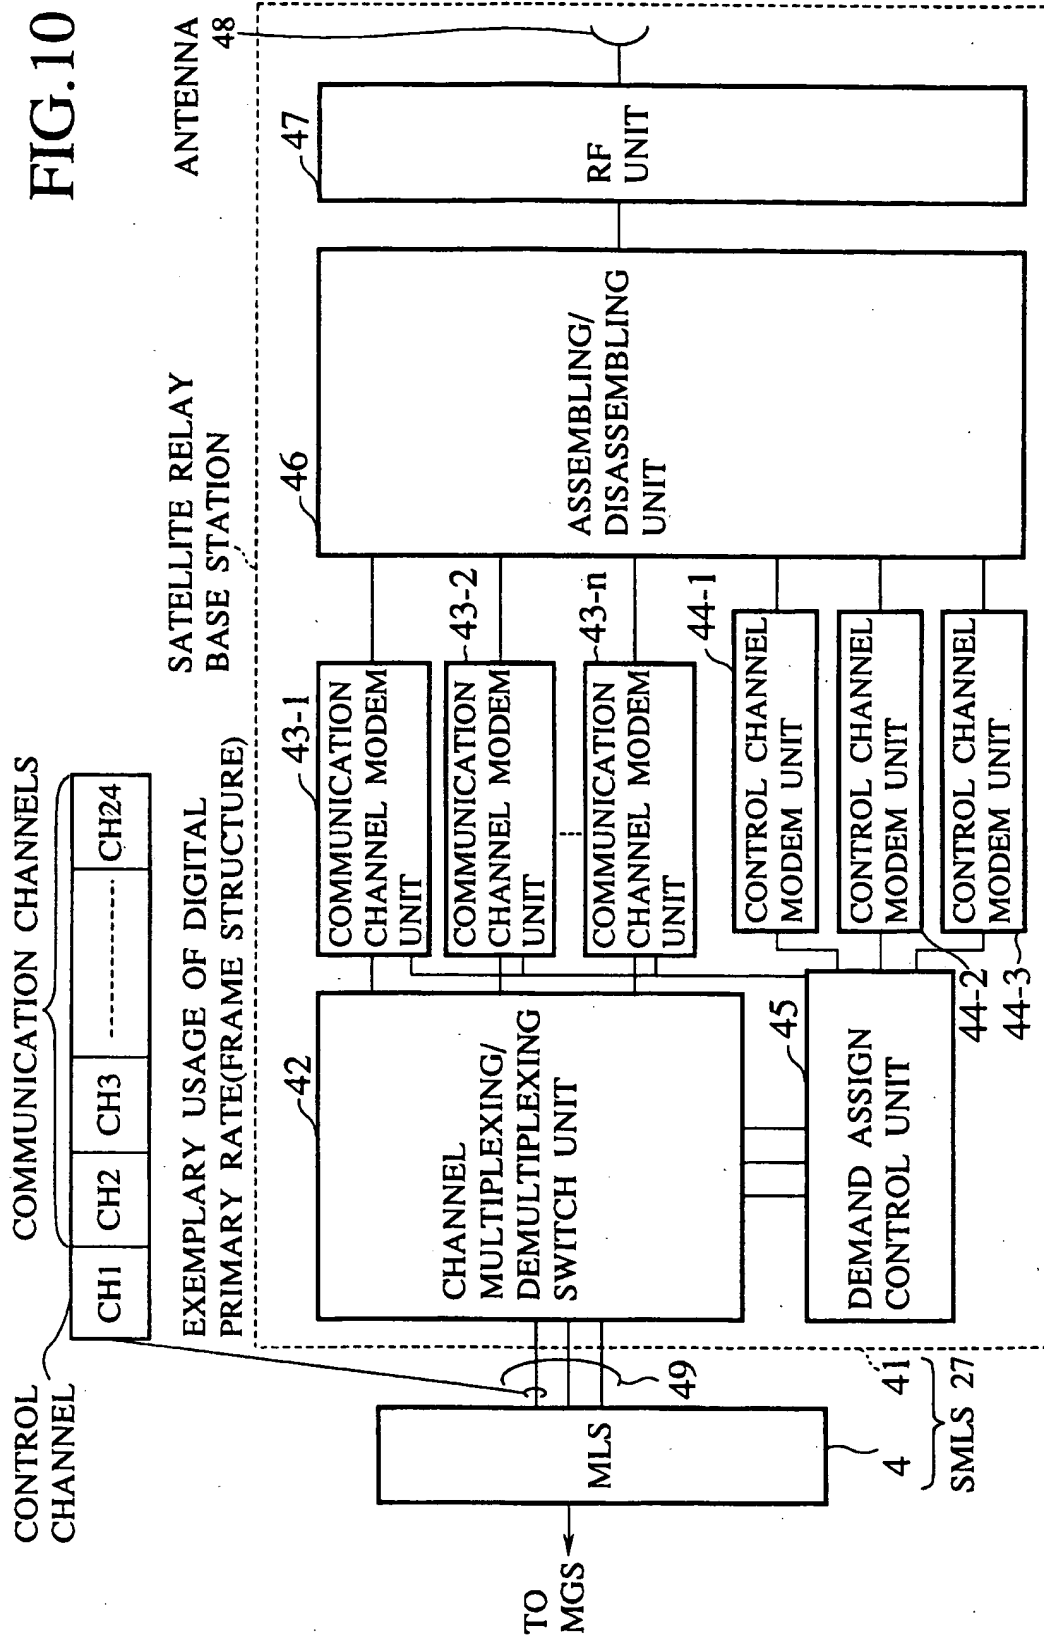 FIG.10
CONTROL
CHANNEL
COMMUNICATION CHANNELS
CH1
CH2
CH3
CH24
EXEMPLARY USAGE OF DIGITAL
PRIMARY RATE(FRAME STRUCTURE)
SATELLITE RELAY
BASE STATION
ANTENNA
48
TO
MGS
MLS
4
49
41
SMLS 27
42
CHANNEL
MULTIPLEXING/
DEMULTIPLEXING
SWITCH UNIT
45
DEMAND ASSIGN
CONTROL UNIT
43-1
COMMUNICATION
CHANNEL MODEM
UNIT
43-2
COMMUNICATION
CHANNEL MODEM
UNIT
43-n
COMMUNICATION
CHANNEL MODEM
UNIT
44-1
CONTROL CHANNEL
MODEM UNIT
CONTROL CHANNEL
MODEM UNIT
44-2
CONTROL CHANNEL
MODEM UNIT
44-3
46
ASSEMBLING/
DISASSEMBLING
UNIT
47
RF
UNIT